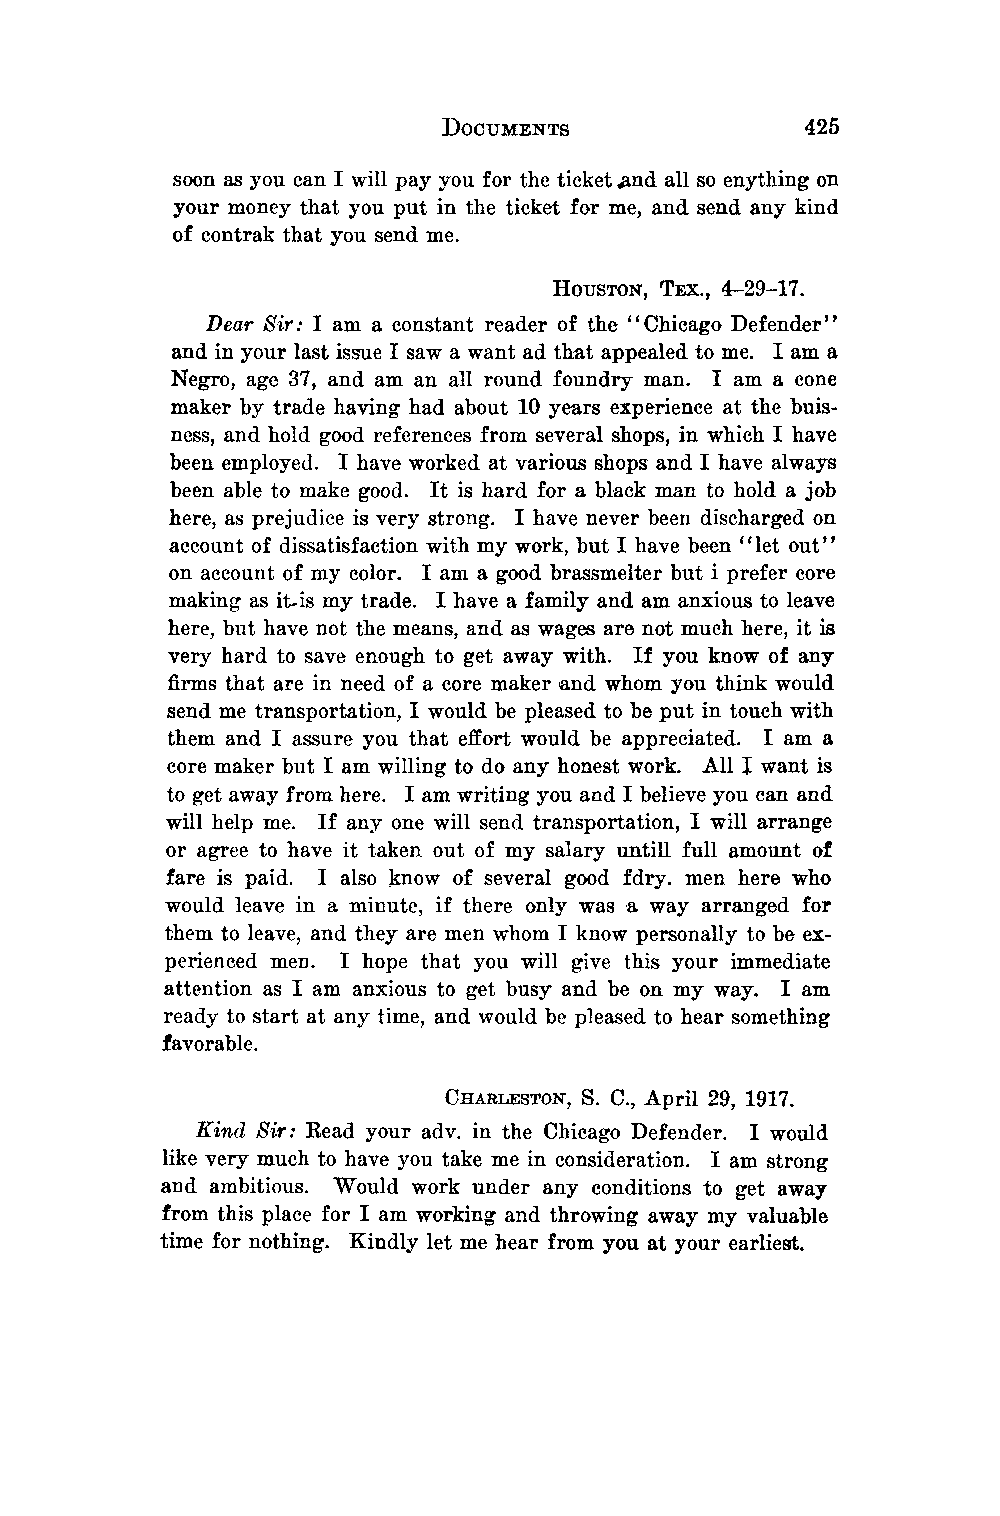 DOCUMENTS 425
soon as you can I will pay you for the ticket and all so enything on
your money that you put in the ticket for me, and send any kind
of contrak that you send me.
HOUSTON, TEX., 4–29–17.
Dear Sir: I am a constant reader of the "Chicago Defender"
and in your last issue I saw a want ad that appealed to me. I am a
Negro, age 37, and am an all round foundry man. I am a cone
maker by trade having had about 10 years experience at the buis-
ness, and hold good references from several shops, in which I have
been employed. I have worked at various shops and I have always
been able to make good. It is hard for a black man to hold a job
here, as prejudice is very strong. I have never been discharged on
account of dissatisfaction with my work, but I have been "let out"
on account of my color. I am a good brassmelter but i prefer core
making as it is my trade. I have a family and am anxious to leave
here, but have not the means, and as wages are not much here, it is
very hard to save enough to get away with. If you know of any
firms that are in need of a core maker and whom you think would
send me transportation, I would be pleased to be put in touch with
them and I assure you that effort would be appreciated. I am a
core maker but I am willing to do any honest work. All I want is
to get away from here. I am writing you and I believe you can and
will help me. If any one will send transportation, I will arrange
or agree to have it taken out of my salary untill full amount of
fare is paid. I also know of several good fdry. men here who
would leave in a minute, if there only was a way arranged for
them to leave, and they are men whom I know personally to be ex-
perienced men. I hope that you will give this your immediate
attention as I am anxious to get busy and be on my way. I am
ready to start at any time, and would be pleased to hear something
favorable.
CHARLESTON, S. C., April 29, 1917.
Kind Sir: Read your adv. in the Chicago Defender. I would
like very much to have you take me in consideration. I am strong
and ambitious. Would work under any conditions to get away
from this place for I am working and throwing away my valuable
time for nothing. Kindly let me hear from you at your earliest.